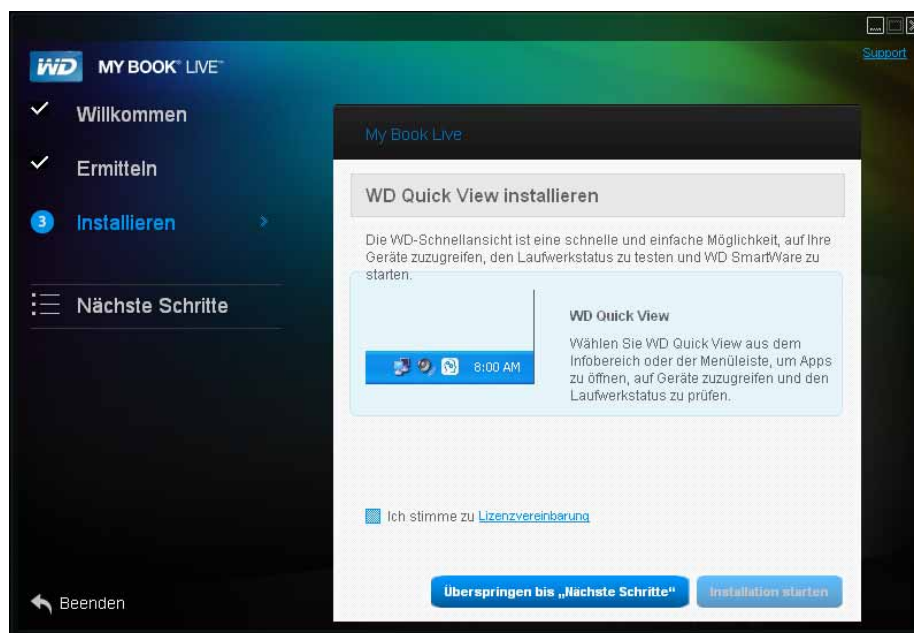 Support
WD MY BOOK® LIVE™
Willkommen
Ermitteln
3 Installieren
Nächste Schritte
Beenden
My Book Live
WD Quick View installieren
Die WD-Schnellansicht ist eine schnelle und einfache Möglichkeit, auf Ihre
Geräte zuzugreifen, den Laufwerkstatus zu testen und WD SmartWare zu
starten.
8:00 AM
WD Quick View
Wählen Sie WD Quick View aus dem
Infobereich oder der Menüleiste, um Apps
zu öffnen, auf Geräte zuzugreifen und den
Laufwerkstatus zu prüfen.
Ich stimme zu Lizenzvereinbarung
Überspringen bis „Nächste Schritte“
Installation starten